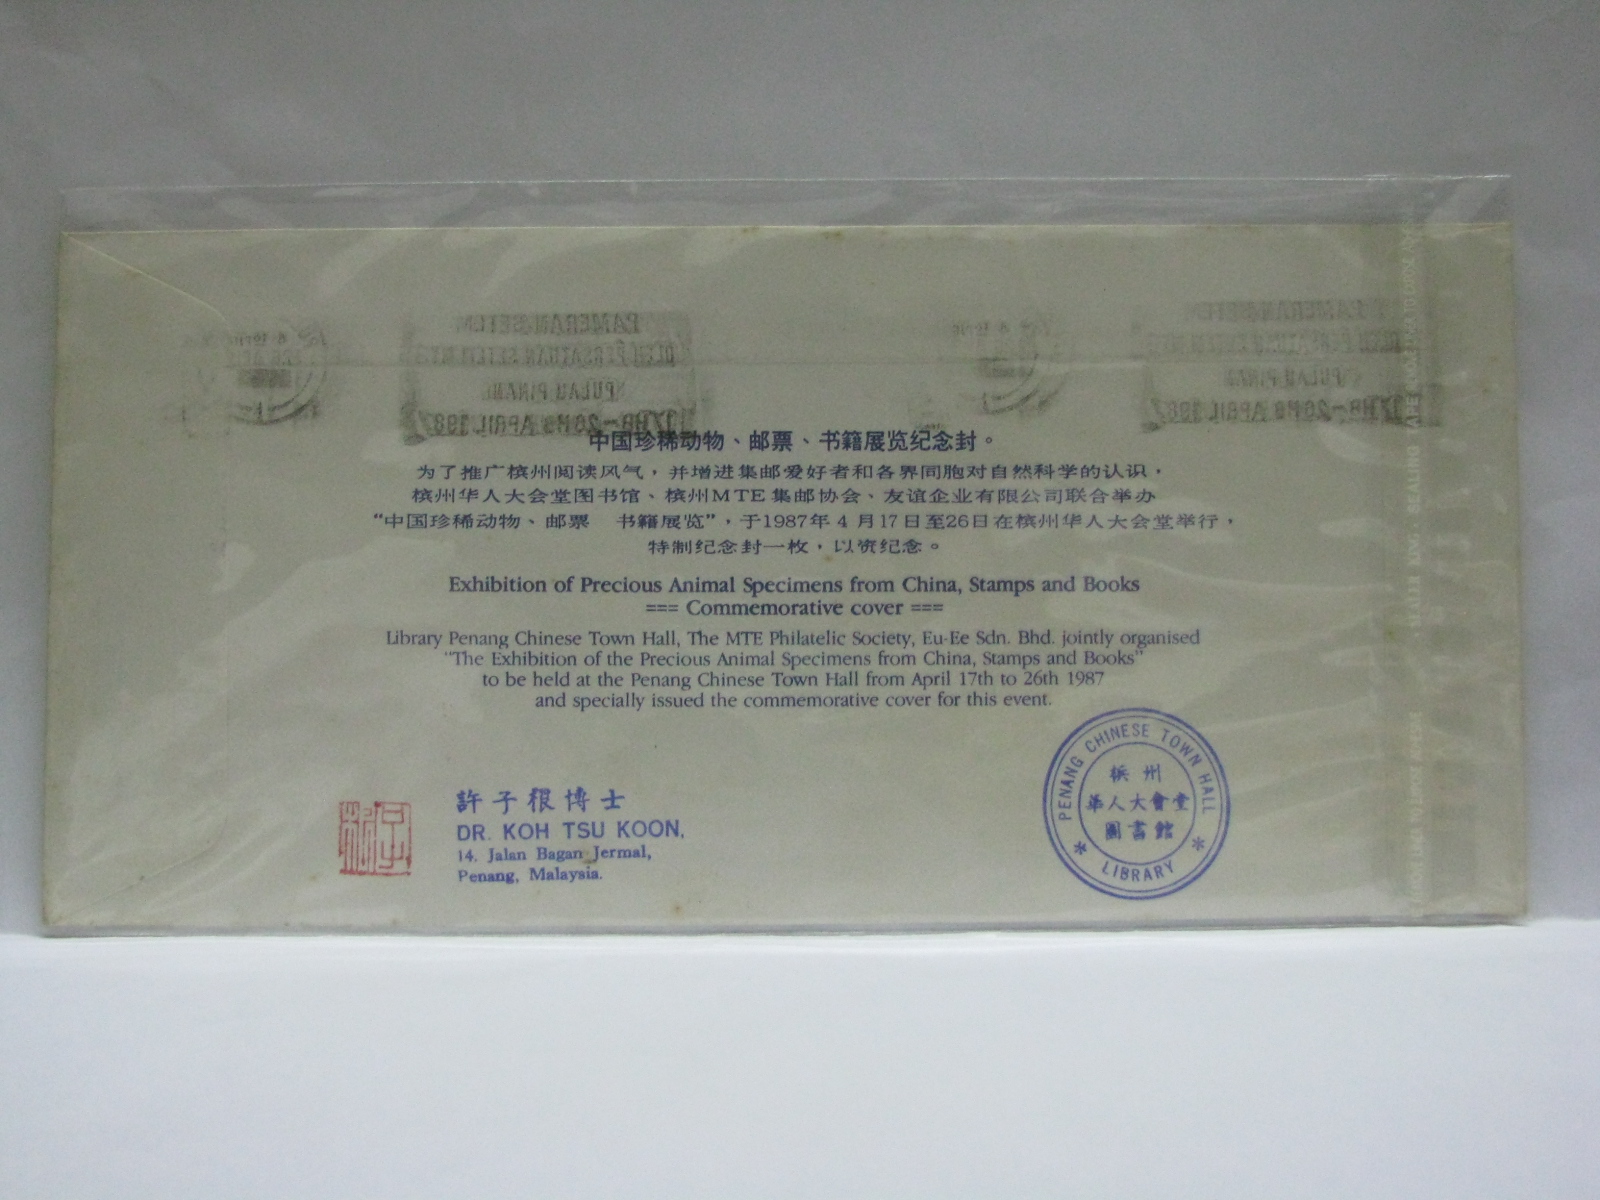 PAMERAN SETEM
PULAU PINANG
17HB-26HB APRIL 1987
PAMERAN SETEM
PULAU PINANG
17HB-26HB APRIL 1987
中国珍稀动物、邮票、书籍展览纪念封。
为了推广槟州阅读风气，并增进集邮爱好者和各界同胞对自然科学的认识，
槟州华人大会堂图书馆、槟州MTE集邮协会、友谊企业有限公司联合举办
“中国珍稀动物、邮票 书籍展览”，于1987年4月17日至26日在槟州华人大会堂举行，
特制纪念封一枚，以资纪念。
Exhibition of Precious Animal Specimens from China, Stamps and Books
=== Commemorative cover ===
Library Penang Chinese Town Hall, The MTE Philatelic Society, Eu-Ee Sdn. Bhd. jointly organised
"The Exhibition of the Precious Animal Specimens from China, Stamps and Books"
to be held at the Penang Chinese Town Hall from April 17th to 26th 1987
and specially issued the commemorative cover for this event.
許子根博士
DR. KOH TSU KOON,
14. Jalan Bagan Jermal,
Penang, Malaysia.
PENANG CHINESE TOWN HALL
槟州
華人大會堂
圖書館
* LIBRARY *